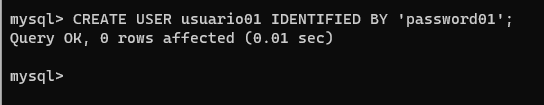 mysql> CREATE USER usuario01 IDENTIFIED BY 'password01';
Query OK, 0 rows affected (0.01 sec)
mysql>